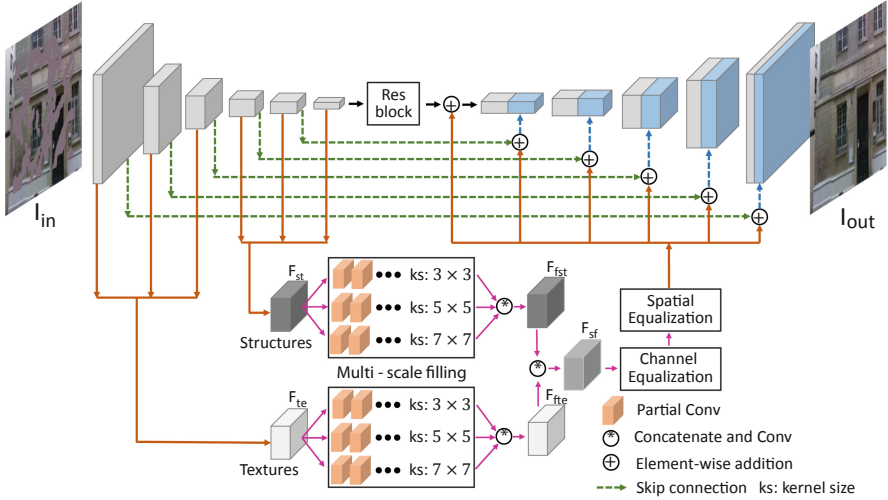 I_in
Res
block
I_out
F_st
ks: 3 × 3
ks: 5 × 5
ks: 7 × 7
Structures
F_fst
Spatial
Equalization
F_sf
Channel
Equalization
Multi - scale filling
F_te
ks: 3 × 3
ks: 5 × 5
ks: 7 × 7
Textures
F_fte
Partial Conv
Concatenate and Conv
Element-wise addition
Skip connection ks: kernel size